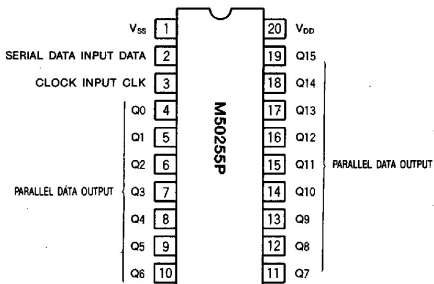 Vss 1 20 VDD
SERIAL DATA INPUT DATA 2 19 Q15
CLOCK INPUT CLK 3 18 Q14
Q0 4 17 Q13
Q1 5 16 Q12
Q2 6 15 Q11
PARALLEL DATA OUTPUT Q3 7 14 Q10
Q4 8 13 Q9
Q5 9 12 Q8
Q6 10 11 Q7
M50255P
PARALLEL DATA OUTPUT